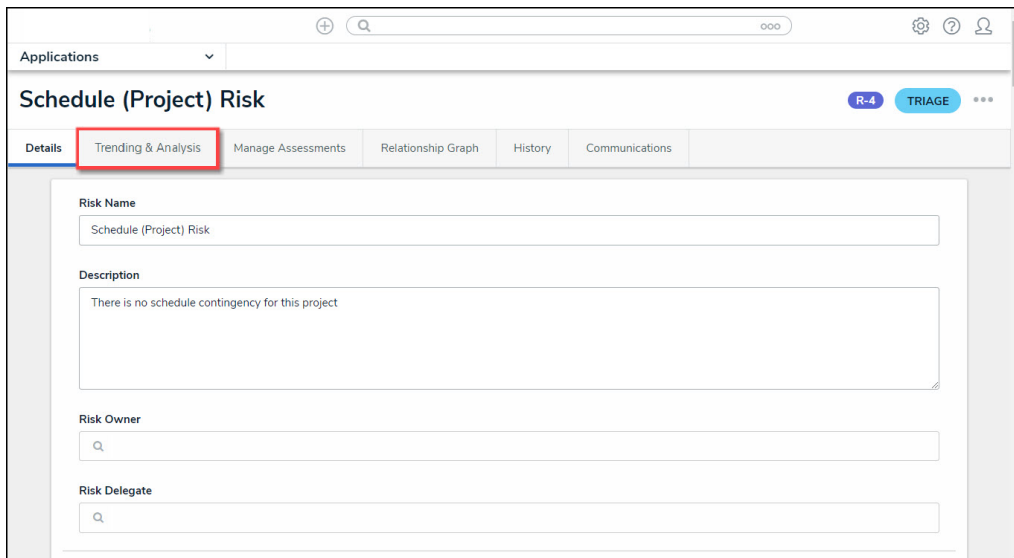 Applications
Schedule (Project) Risk
R-4
TRIAGE
Details
Trending & Analysis
Manage Assessments
Relationship Graph
History
Communications
Risk Name
Schedule (Project) Risk
Description
There is no schedule contingency for this project
Risk Owner
Risk Delegate